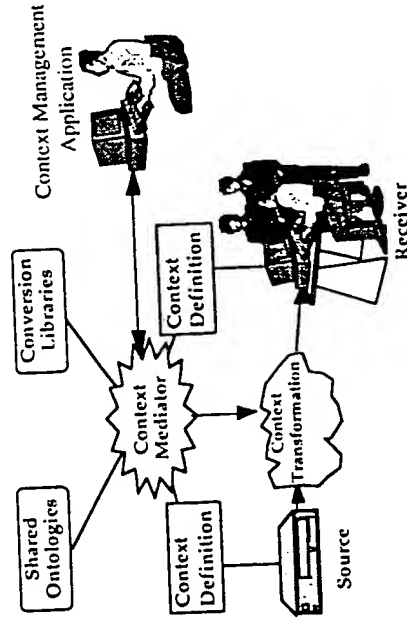 Shared
Ontologies
Conversion
Libraries
Context Management
Application
Context
Mediator
Context
Definition
Context
Definition
Context
Transformation
Source
Receiver